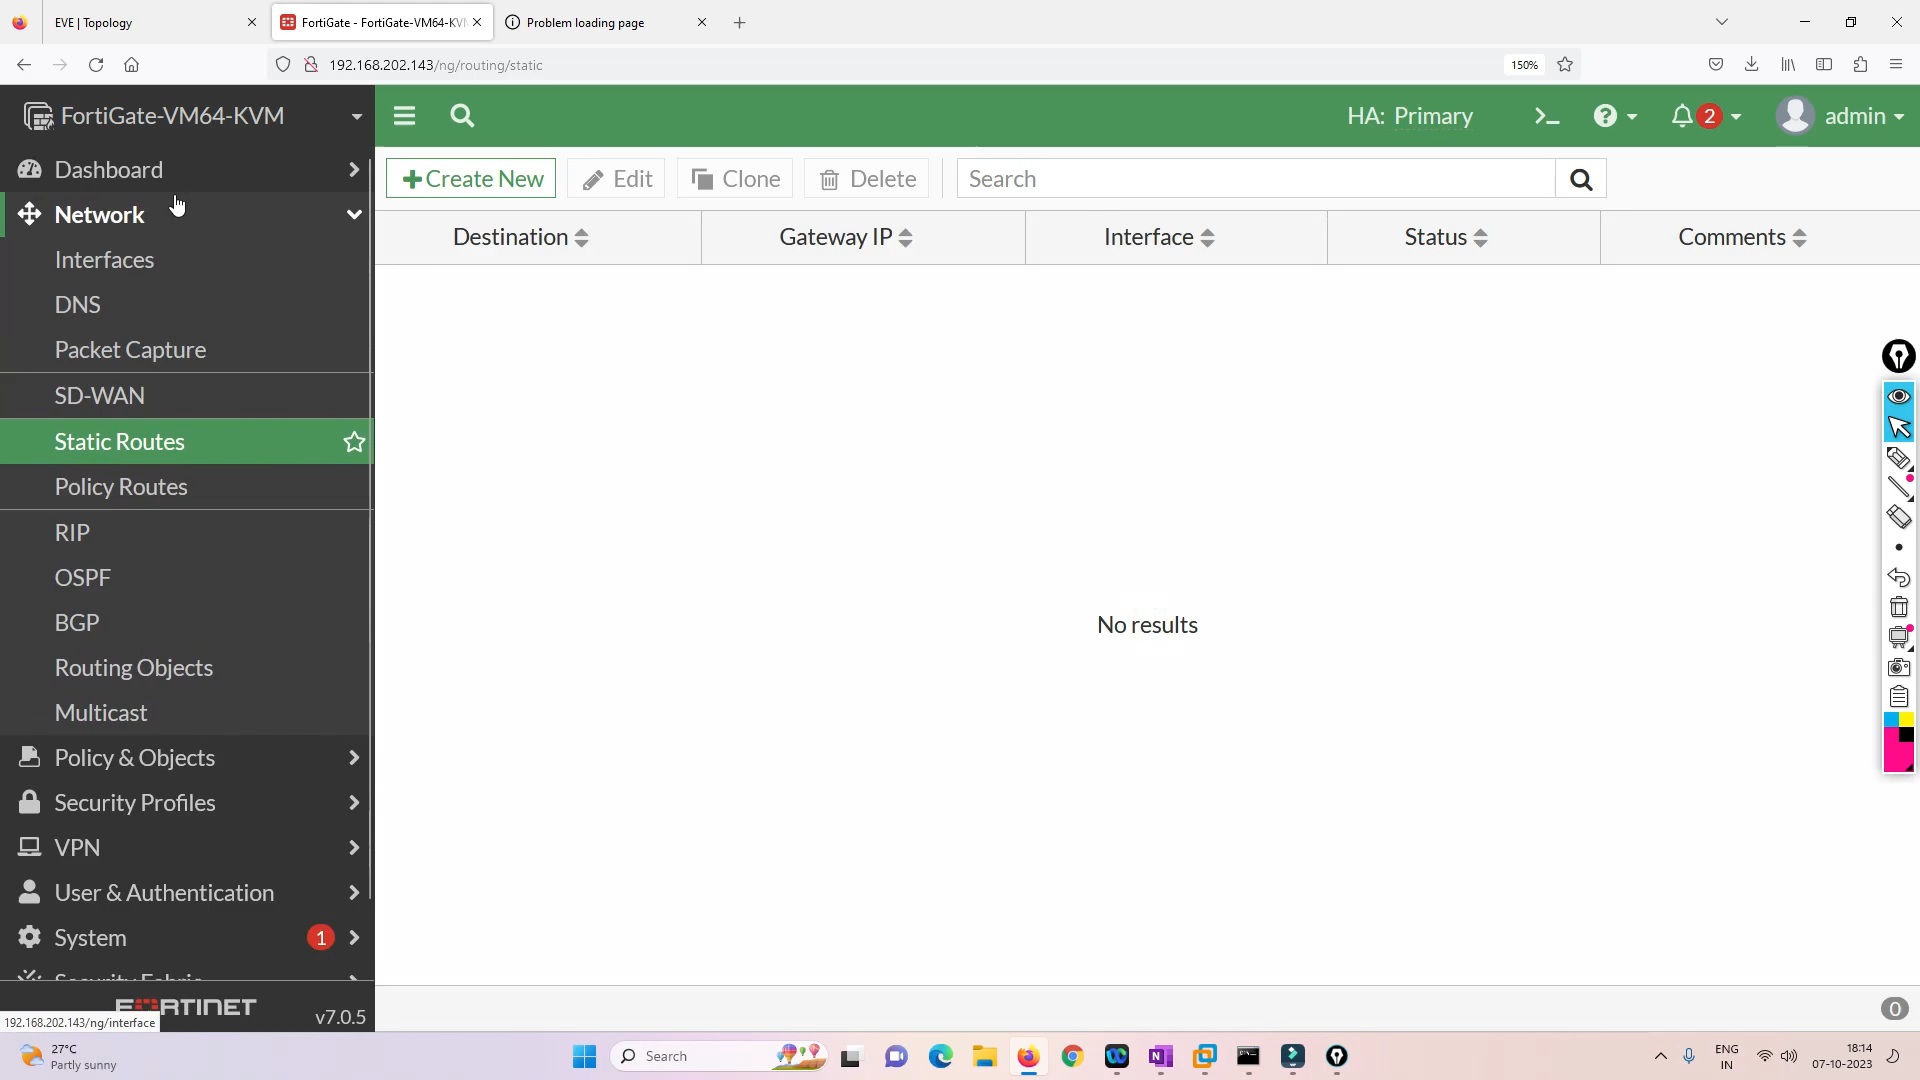 EVE | Topology
FortiGate - FortiGate-VM64-KVM
Problem loading page
192.168.202.143/ng/routing/static
150%
FortiGate-VM64-KVM
HA: Primary
2
admin
Dashboard
Create New
Edit
Clone
Delete
Search
Network
Destination
Gateway IP
Interface
Status
Comments
Interfaces
DNS
Packet Capture
SD-WAN
Static Routes
Policy Routes
RIP
OSPF
BGP
Routing Objects
Multicast
No results
Policy & Objects
Security Profiles
VPN
User & Authentication
System
1
Security Fabric
FORTINET
v7.0.5
0
192.168.202.143/ng/interface
27°C
Partly sunny
Search
ENG
IN
18:14
07-10-2023